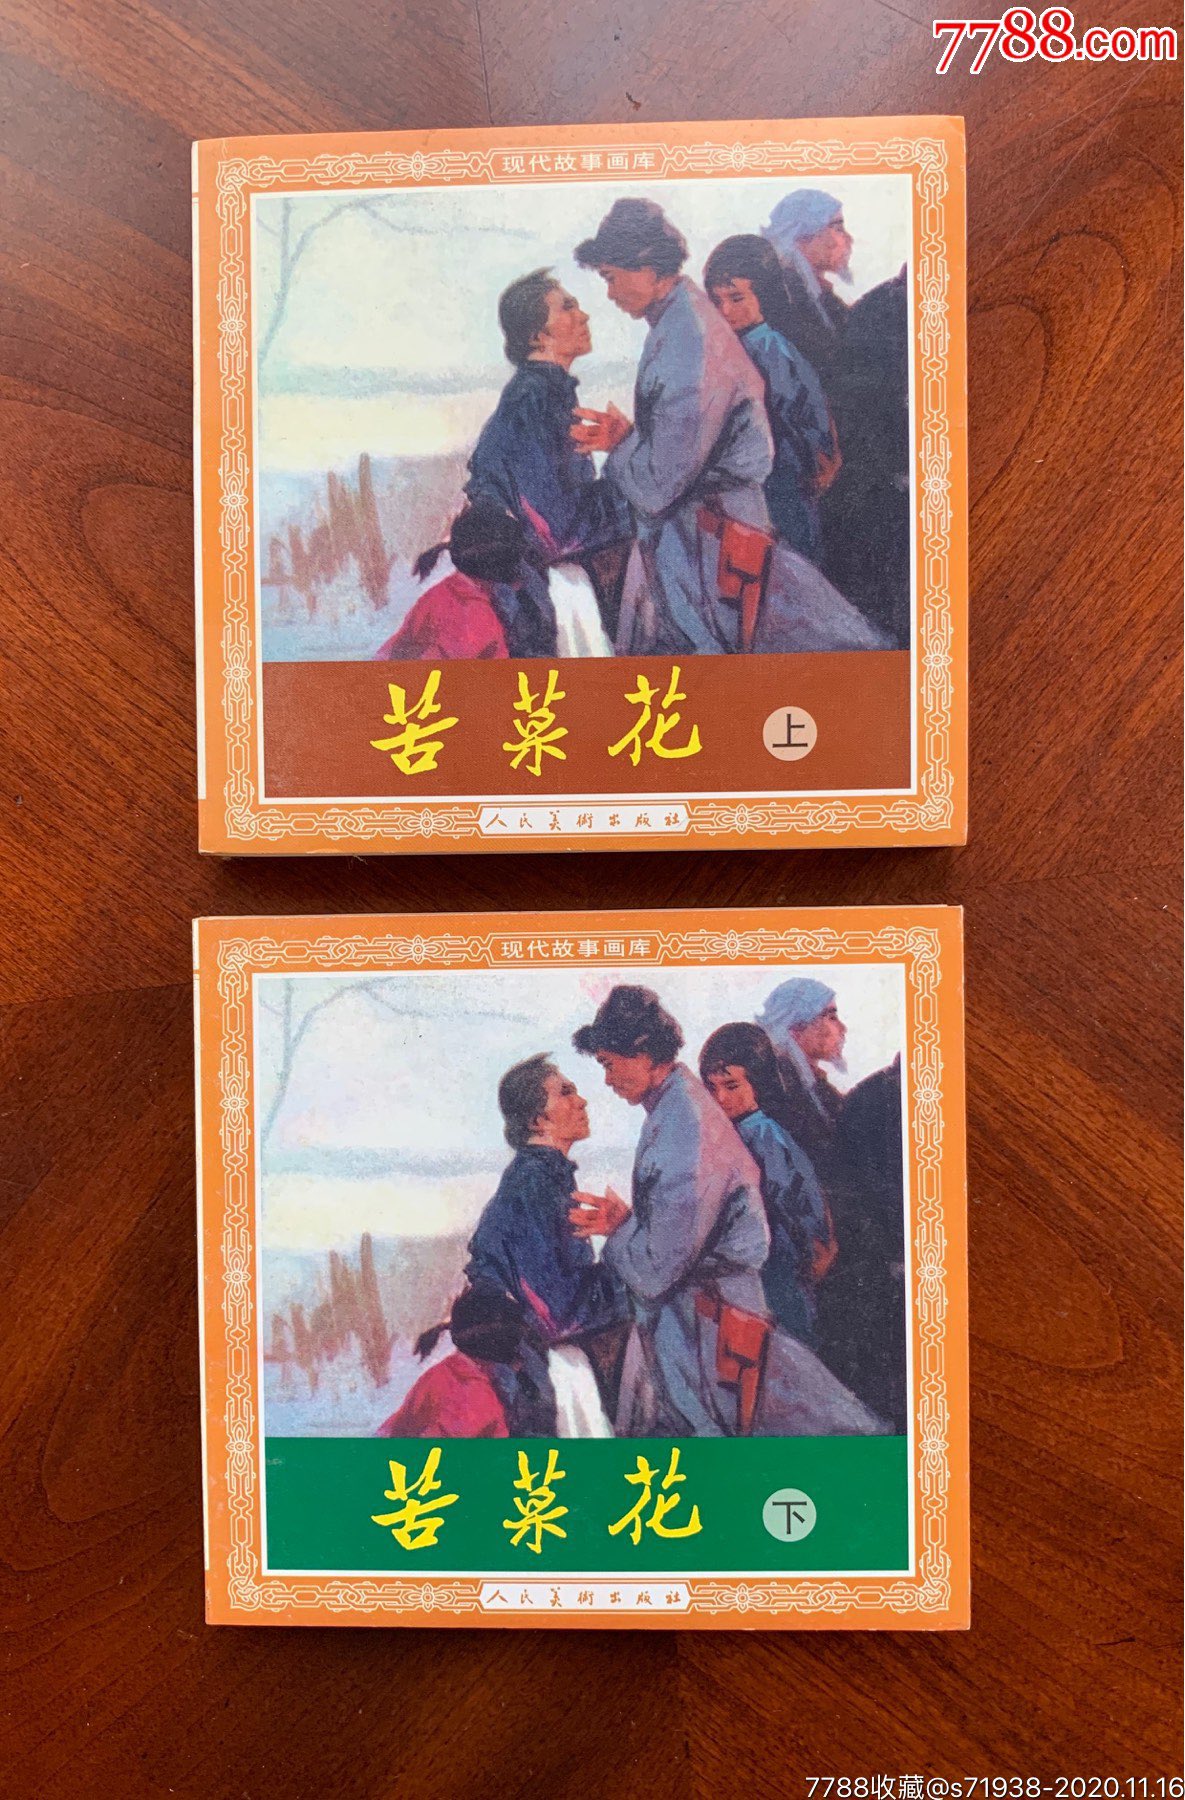 7788.com
现代故事画库
苦菜花 上
人民美術出版社
现代故事画库
苦菜花 下
人民美術出版社
7788收藏@s71938-2020.11.16